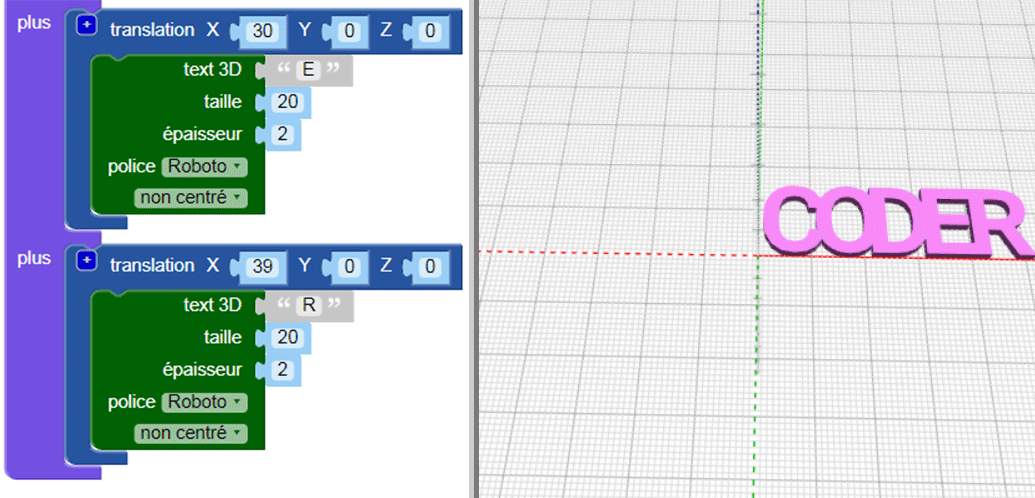 plus + translation X 30 Y 0 Z 0
text 3D “ E ”
taille 20
épaisseur 2
police Roboto
non centré
plus + translation X 39 Y 0 Z 0
text 3D “ R ”
taille 20
épaisseur 2
police Roboto
non centré
CODER